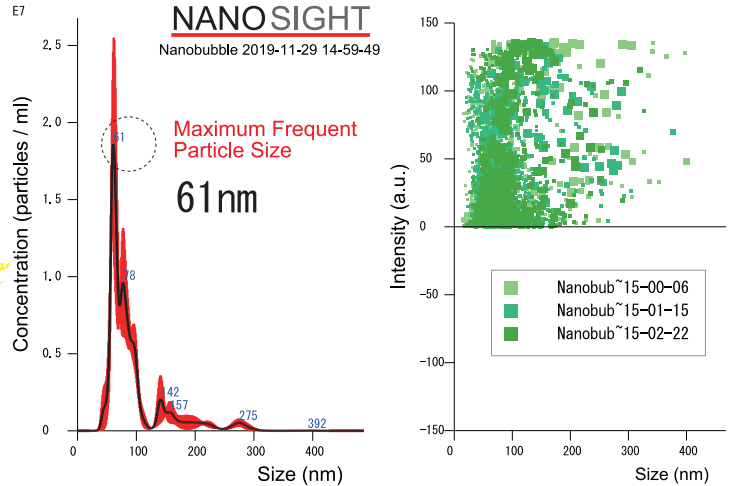 E7
NANOSIGHT
Nanobubble 2019-11-29 14-59-49
Concentration (particles / ml)
2.5
2.0
1.5
1.0
0.5
0
61
78
142
157
275
392
Maximum Frequent
Particle Size
61nm
0
100
200
300
400
Size (nm)
Intensity (a.u.)
150
100
50
0
−50
−100
−150
Nanobub~15-00-06
Nanobub~15-01-15
Nanobub~15-02-22
0
100
200
300
400
Size (nm)